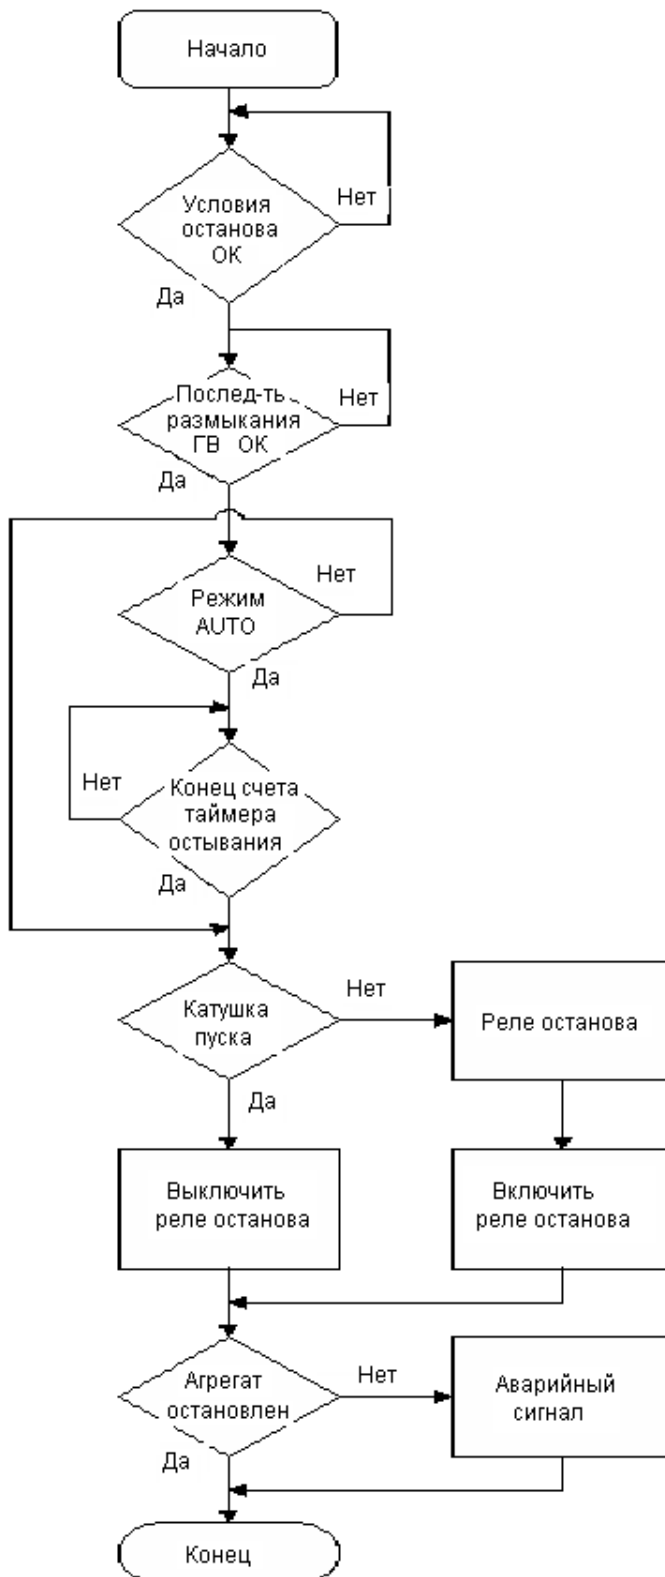 Начало
Нет
Условия
останова
ОК
Да
Послед-ть
Нет
размыкания
ГВ ОК
Да
Нет
Режим
AUTO
Да
Нет
Конец счета
таймера
остывания
Да
Нет
Катушка
пуска
Реле останова
Да
Выключить
реле останова
Включить
реле останова
Нет
Агрегат
остановлен
Аварийный
сигнал
Да
Конец